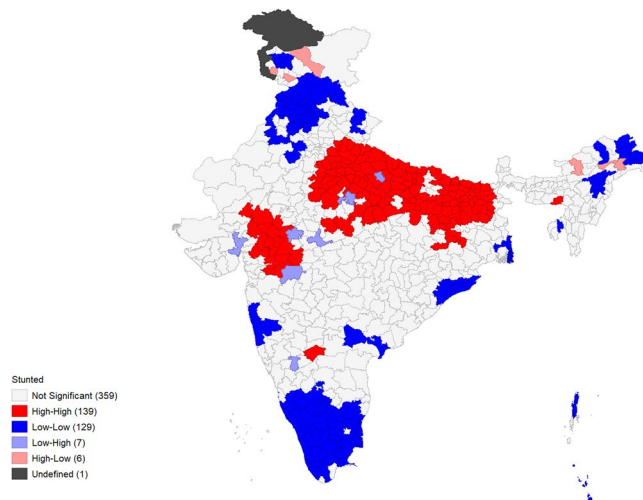 Stunted
Not Significant (359)
High-High (139)
Low-Low (129)
Low-High (7)
High-Low (6)
Undefined (1)